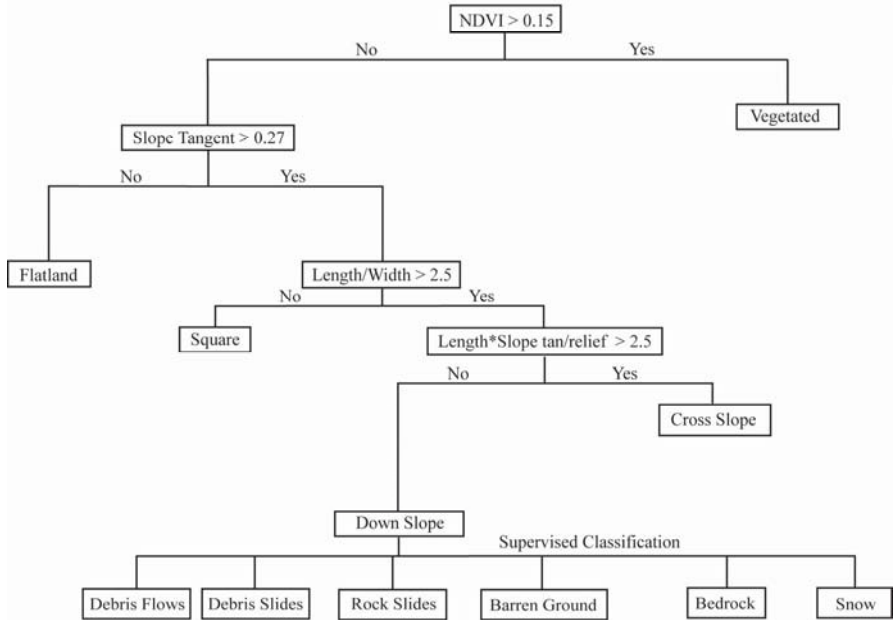 NDVI > 0.15
No
Yes
Vegetated
Slope Tangent > 0.27
No
Yes
Flatland
Length/Width > 2.5
No
Yes
Square
Length*Slope tan/relief > 2.5
No
Yes
Cross Slope
Down Slope
Supervised Classification
Debris Flows
Debris Slides
Rock Slides
Barren Ground
Bedrock
Snow